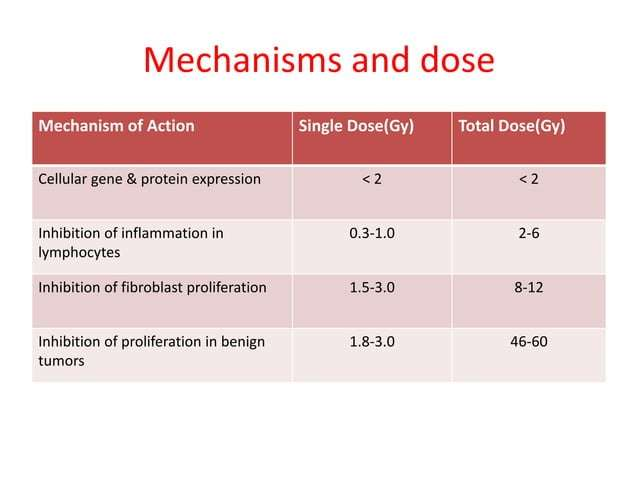 Mechanisms and dose
Mechanism of Action Single Dose(Gy) Total Dose(Gy)
Cellular gene & protein expression < 2 < 2
Inhibition of inflammation in
lymphocytes 0.3-1.0 2-6
Inhibition of fibroblast proliferation 1.5-3.0 8-12
Inhibition of proliferation in benign
tumors 1.8-3.0 46-60